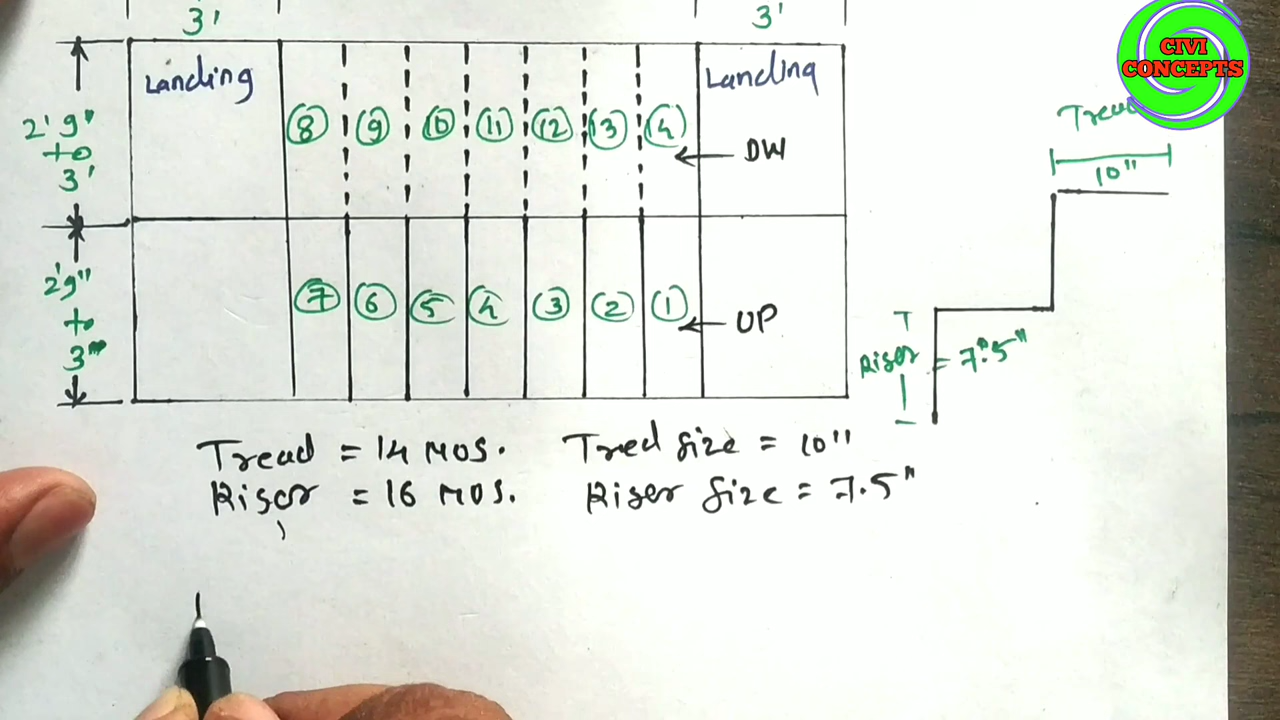 3' 3'
CIVI
CONCEPTS
Landing Landing
2' 9"
to
3'
8 9 10 11 12 13 14
DW
10"
2'9"
to
3"
7 6 5 4 3 2 1
UP
Riser = 7".5"
Tread = 14 NOS. Tred Size = 10"
Riser = 16 NOS. Riser Size = 7.5"